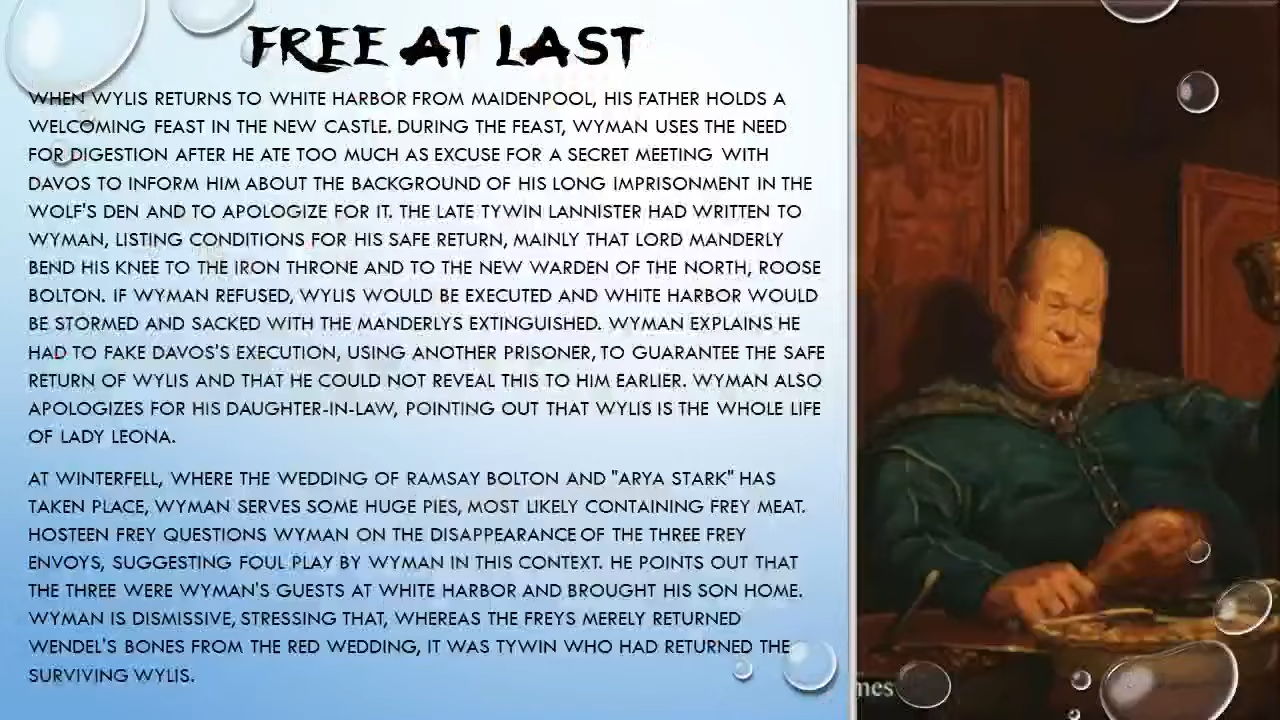 FREE AT LAST
WHEN WYLIS RETURNS TO WHITE HARBOR FROM MAIDENPOOL, HIS FATHER HOLDS A
WELCOMING FEAST IN THE NEW CASTLE. DURING THE FEAST, WYMAN USES THE NEED
FOR DIGESTION AFTER HE ATE TOO MUCH AS EXCUSE FOR A SECRET MEETING WITH
DAVOS TO INFORM HIM ABOUT THE BACKGROUND OF HIS LONG IMPRISONMENT IN THE
WOLF'S DEN AND TO APOLOGIZE FOR IT. THE LATE TYWIN LANNISTER HAD WRITTEN TO
WYMAN, LISTING CONDITIONS FOR HIS SAFE RETURN, MAINLY THAT LORD MANDERLY
BEND HIS KNEE TO THE IRON THRONE AND TO THE NEW WARDEN OF THE NORTH, ROOSE
BOLTON. IF WYMAN REFUSED, WYLIS WOULD BE EXECUTED AND WHITE HARBOR WOULD
BE STORMED AND SACKED WITH THE MANDERLYS EXTINGUISHED. WYMAN EXPLAINS HE
HAD TO FAKE DAVOS'S EXECUTION, USING ANOTHER PRISONER, TO GUARANTEE THE SAFE
RETURN OF WYLIS AND THAT HE COULD NOT REVEAL THIS TO HIM EARLIER. WYMAN ALSO
APOLOGIZES FOR HIS DAUGHTER-IN-LAW, POINTING OUT THAT WYLIS IS THE WHOLE LIFE
OF LADY LEONA.
AT WINTERFELL, WHERE THE WEDDING OF RAMSAY BOLTON AND "ARYA STARK" HAS
TAKEN PLACE, WYMAN SERVES SOME HUGE PIES, MOST LIKELY CONTAINING FREY MEAT.
HOSTEEN FREY QUESTIONS WYMAN ON THE DISAPPEARANCE OF THE THREE FREY
ENVOYS, SUGGESTING FOUL PLAY BY WYMAN IN THIS CONTEXT. HE POINTS OUT THAT
THE THREE WERE WYMAN'S GUESTS AT WHITE HARBOR AND BROUGHT HIS SON HOME.
WYMAN IS DISMISSIVE, STRESSING THAT, WHEREAS THE FREYS MERELY RETURNED
WENDEL'S BONES FROM THE RED WEDDING, IT WAS TYWIN WHO HAD RETURNED THE
SURVIVING WYLIS.
mes